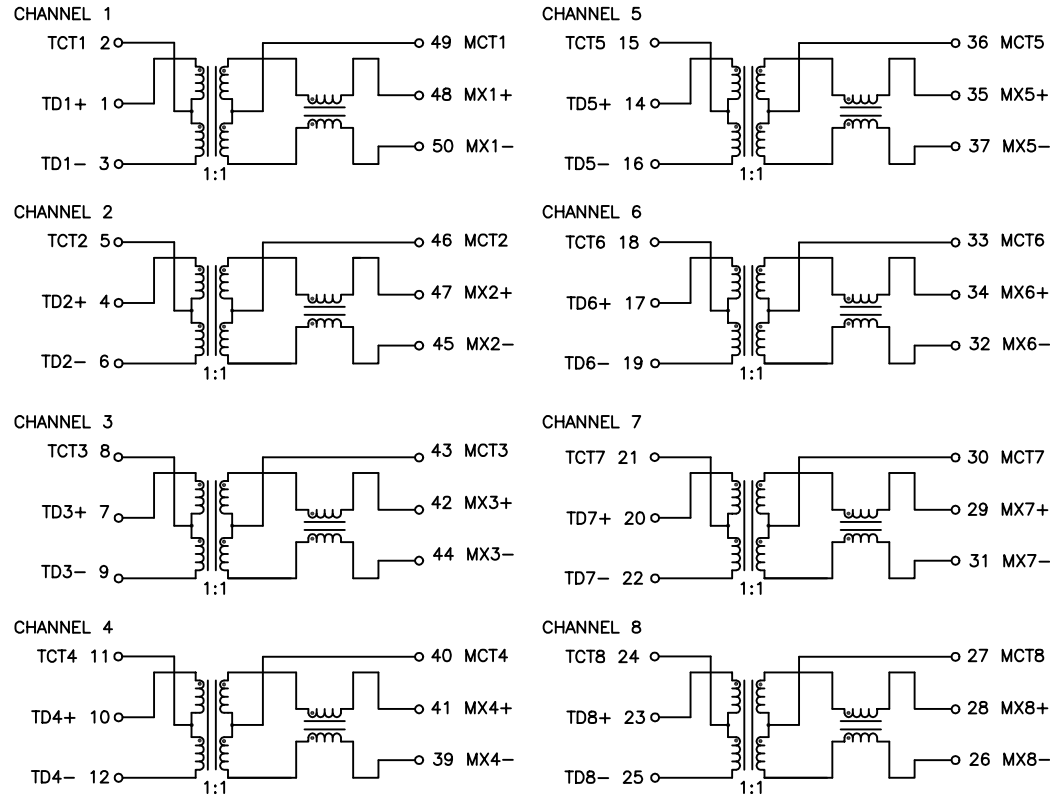 CHANNEL 1
TCT1 2 49 MCT1
48 MX1+
TD1+ 1
50 MX1-
TD1- 3
1:1
CHANNEL 2
TCT2 5 46 MCT2
47 MX2+
TD2+ 4
45 MX2-
TD2- 6
1:1
CHANNEL 3
TCT3 8 43 MCT3
42 MX3+
TD3+ 7
44 MX3-
TD3- 9
1:1
CHANNEL 4
TCT4 11 40 MCT4
41 MX4+
TD4+ 10
39 MX4-
TD4- 12
1:1
CHANNEL 5
TCT5 15 36 MCT5
35 MX5+
TD5+ 14
37 MX5-
TD5- 16
1:1
CHANNEL 6
TCT6 18 33 MCT6
34 MX6+
TD6+ 17
32 MX6-
TD6- 19
1:1
CHANNEL 7
TCT7 21 30 MCT7
29 MX7+
TD7+ 20
31 MX7-
TD7- 22
1:1
CHANNEL 8
TCT8 24 27 MCT8
28 MX8+
TD8+ 23
26 MX8-
TD8- 25
1:1